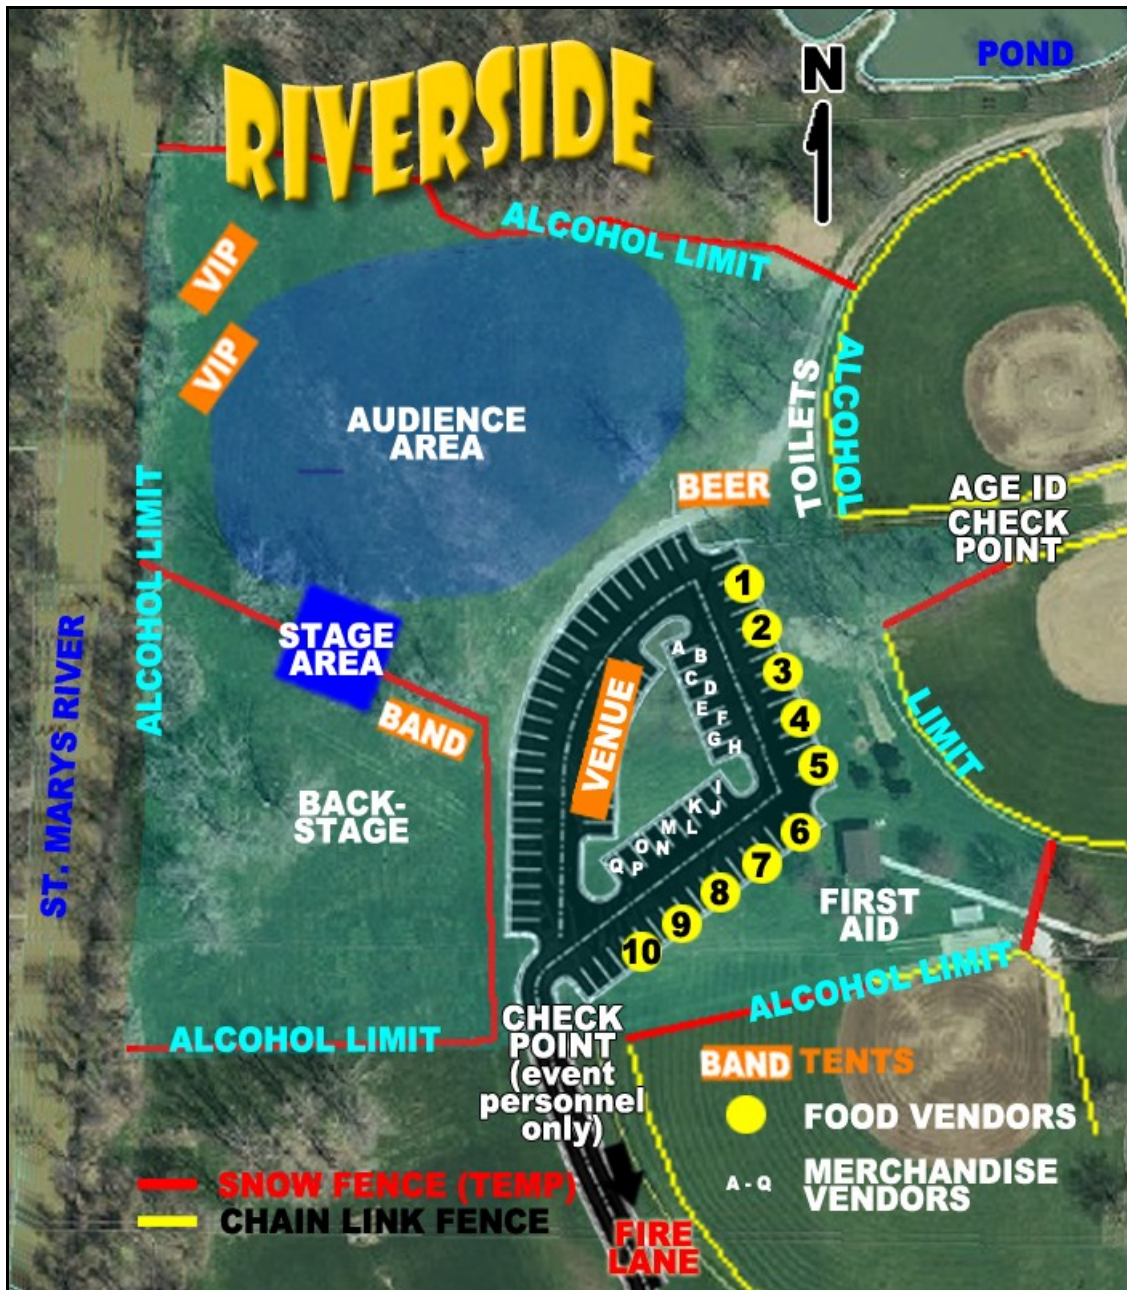 RIVERSIDE
N
POND
ALCOHOL LIMIT
VIP
VIP
AUDIENCE
AREA
TOILETS
ALCOHOL
BEER
AGE ID
CHECK
POINT
ALCOHOL LIMIT
1
2
3
4
5
6
7
8
9
10
STAGE
AREA
BAND
VENUE
A
B
C
D
E
F
G
H
I
J
K
L
M
N
O
P
Q
LIMIT
ST. MARYS RIVER
BACK-
STAGE
FIRST
AID
ALCOHOL LIMIT
ALCOHOL LIMIT
CHECK
POINT
(event
personnel
only)
BAND TENTS
FOOD VENDORS
A - Q
MERCHANDISE
VENDORS
SNOW FENCE (TEMP)
CHAIN LINK FENCE
FIRE
LANE